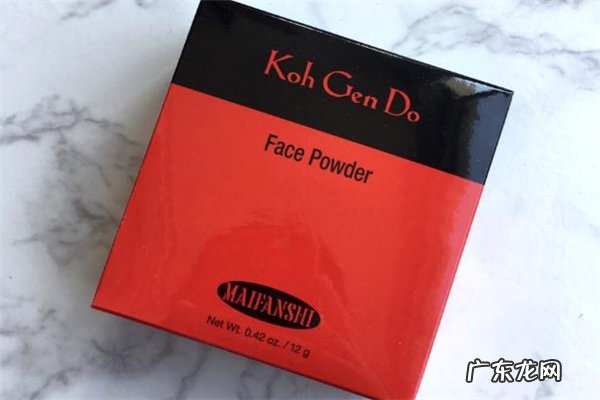 Koh Gen Do
Face Powder
MAIFANSHI
Net Wt. 0.42 oz. / 12 g
广东龙网